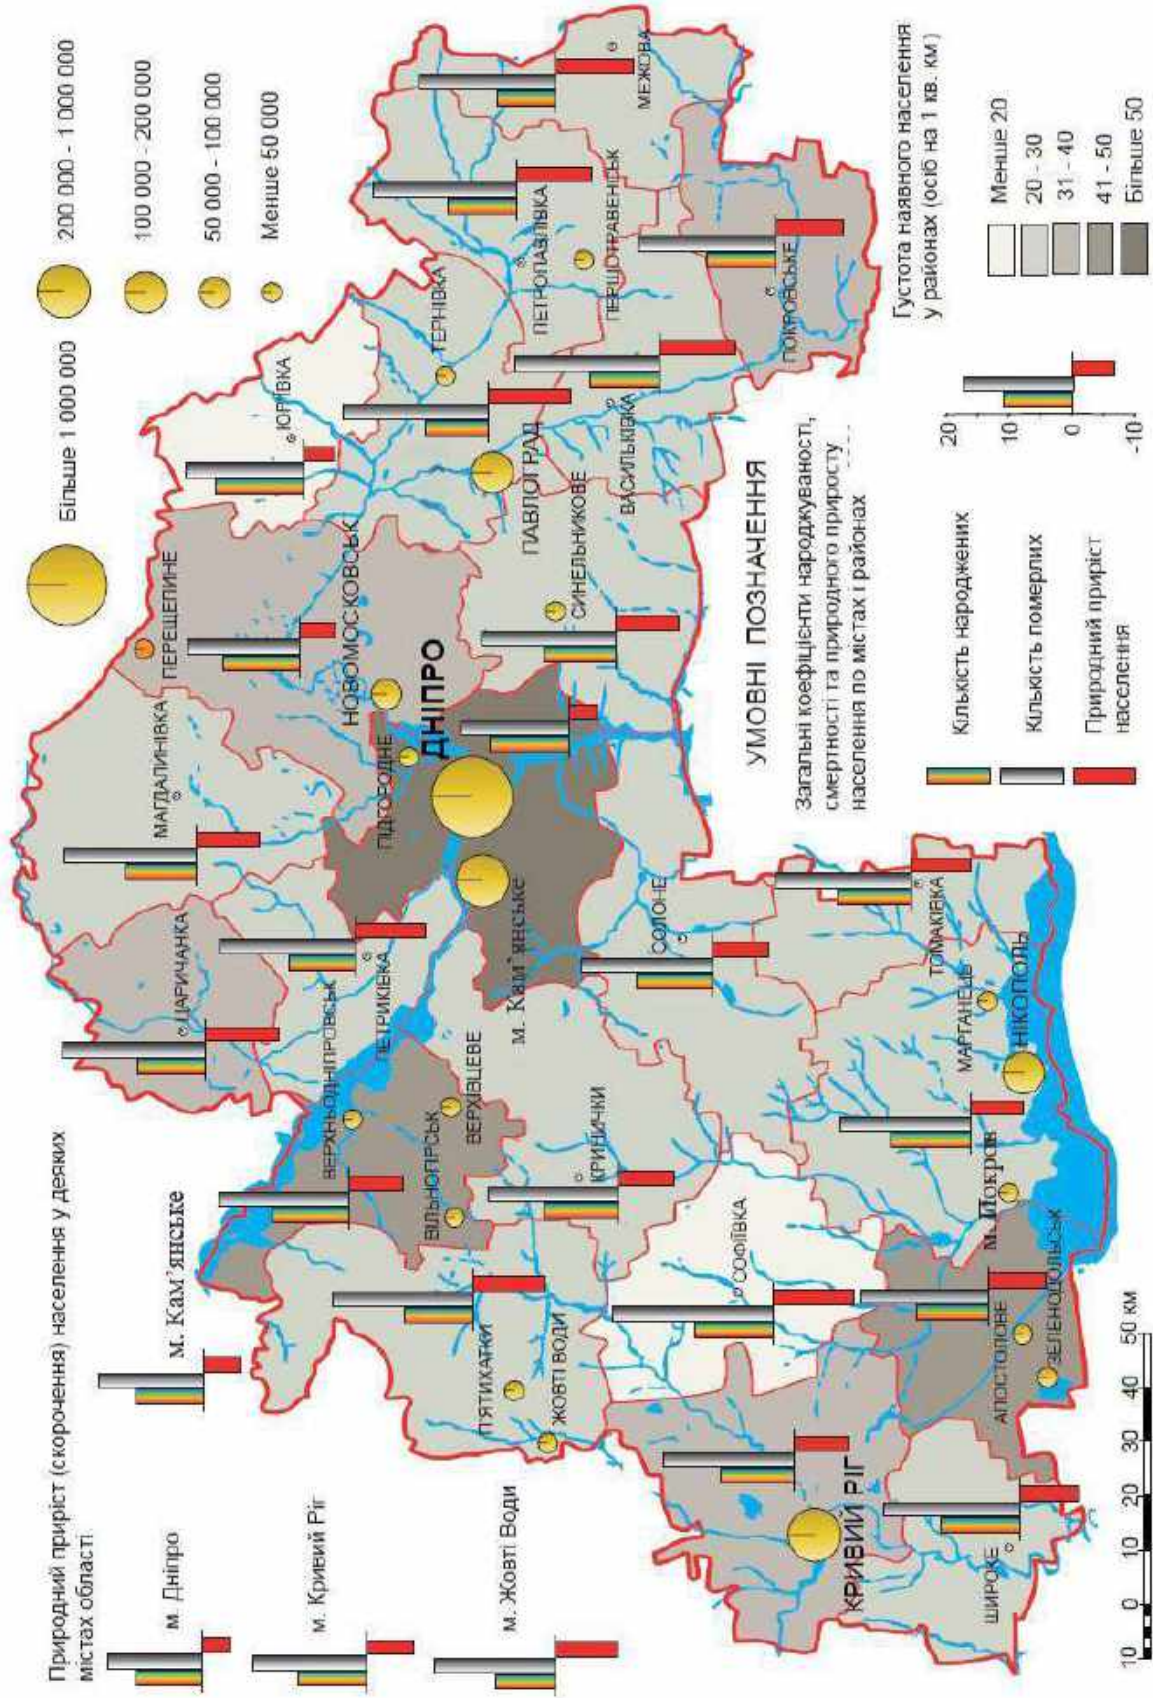 Природний приріст (скорочення) населення у деяких
містах області
м. Дніпро
м. Кривий Ріг
м. Жовті Води
м. Кам`янське
Більше 1 000 000
200 000 - 1 000 000
100 000 - 200 000
50 000 - 100 000
Менше 50 000
ЦАРИЧАНКА
МАГДАЛИНІВКА
ПЕРЕЩЕПИНЕ
ЮР'ЇВКА
ПЕТРИКІВКА
ПІДГОРОДНЕ
НОВОМОСКОВСЬК
ДНІПРО
м. Кам`янське
ВЕРХНЬОДНІПРОВСЬК
ВЕРХІВЦЕВЕ
ВІЛЬНОГІРСЬК
ТЕРНІВКА
ПАВЛОГРАД
ПЕТРОПАВЛІВКА
ПЕРШОТРАВЕНСЬК
МЕЖОВА
ПОКРОВСЬКЕ
ВАСИЛЬКІВКА
СИНЕЛЬНИКОВЕ
П'ЯТИХАТКИ
ЖОВТІ ВОДИ
КРИНИЧКИ
СОЛОНЕ
СОФІЇВКА
КРИВИЙ РІГ
ШИРОКЕ
АПОСТОЛОВЕ
ЗЕЛЕНОДОЛЬСЬК
м. Покров
НІКОПОЛЬ
МАРГАНЕЦЬ
ТОМАКІВКА
УМОВНІ ПОЗНАЧЕННЯ
Загальні коефіцієнти народжуваності,
смертності та природного приросту
населення по містах і районах
Кількість народжених
Кількість померлих
Природний приріст
населення
20
10
0
-10
Густота наявного населення
у районах (осіб на 1 кв. км)
Менше 20
20 - 30
31 - 40
41 - 50
Більше 50
10 0 10 20 30 40 50 км